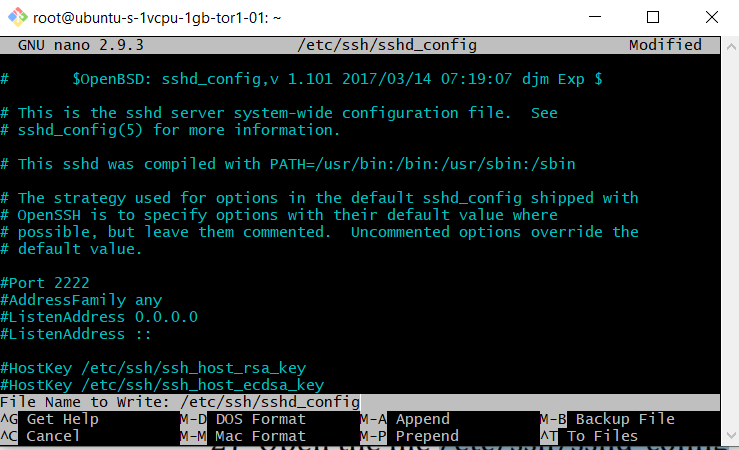 root@ubuntu-s-1vcpu-1gb-tor1-01: ~
GNU nano 2.9.3 /etc/ssh/sshd_config Modified
# $OpenBSD: sshd_config,v 1.101 2017/03/14 07:19:07 djm Exp $
# This is the sshd server system-wide configuration file. See
# sshd_config(5) for more information.
# This sshd was compiled with PATH=/usr/bin:/bin:/usr/sbin:/sbin
# The strategy used for options in the default sshd_config shipped with
# OpenSSH is to specify options with their default value where
# possible, but leave them commented. Uncommented options override the
# default value.
#Port 2222
#AddressFamily any
#ListenAddress 0.0.0.0
#ListenAddress ::
#HostKey /etc/ssh/ssh_host_rsa_key
#HostKey /etc/ssh/ssh_host_ecdsa_key
File Name to Write: /etc/ssh/sshd_config
^G Get Help M-D DOS Format M-A Append M-B Backup File
^C Cancel M-M Mac Format M-P Prepend ^T To Files